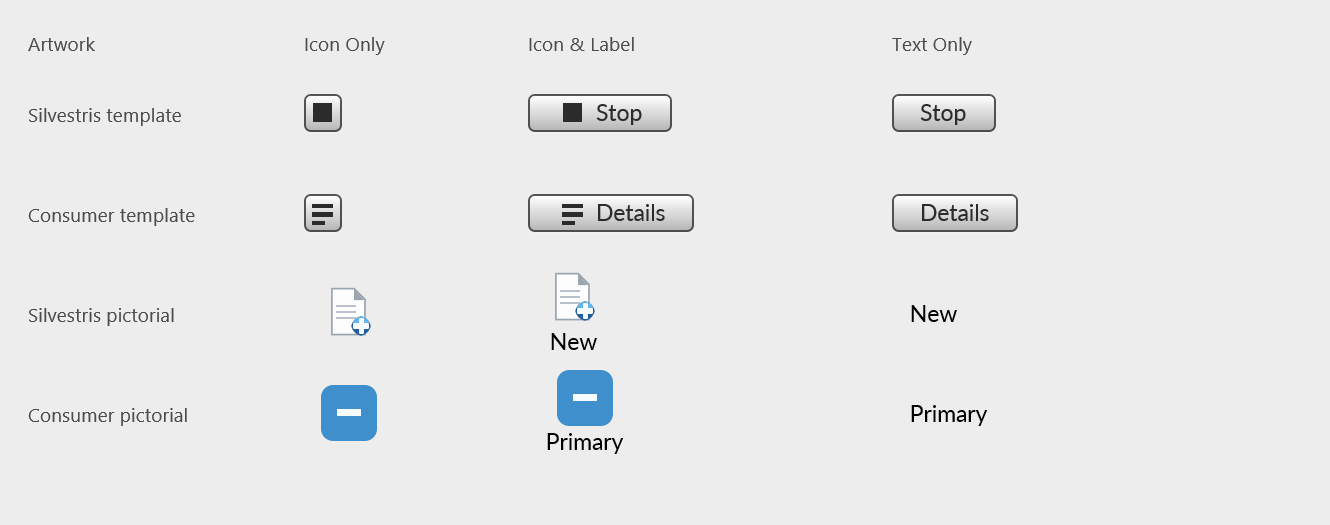 Artwork Icon Only Icon & Label Text Only
Silvestris template Stop Stop
Consumer template Details Details
Silvestris pictorial New New
Consumer pictorial Primary Primary